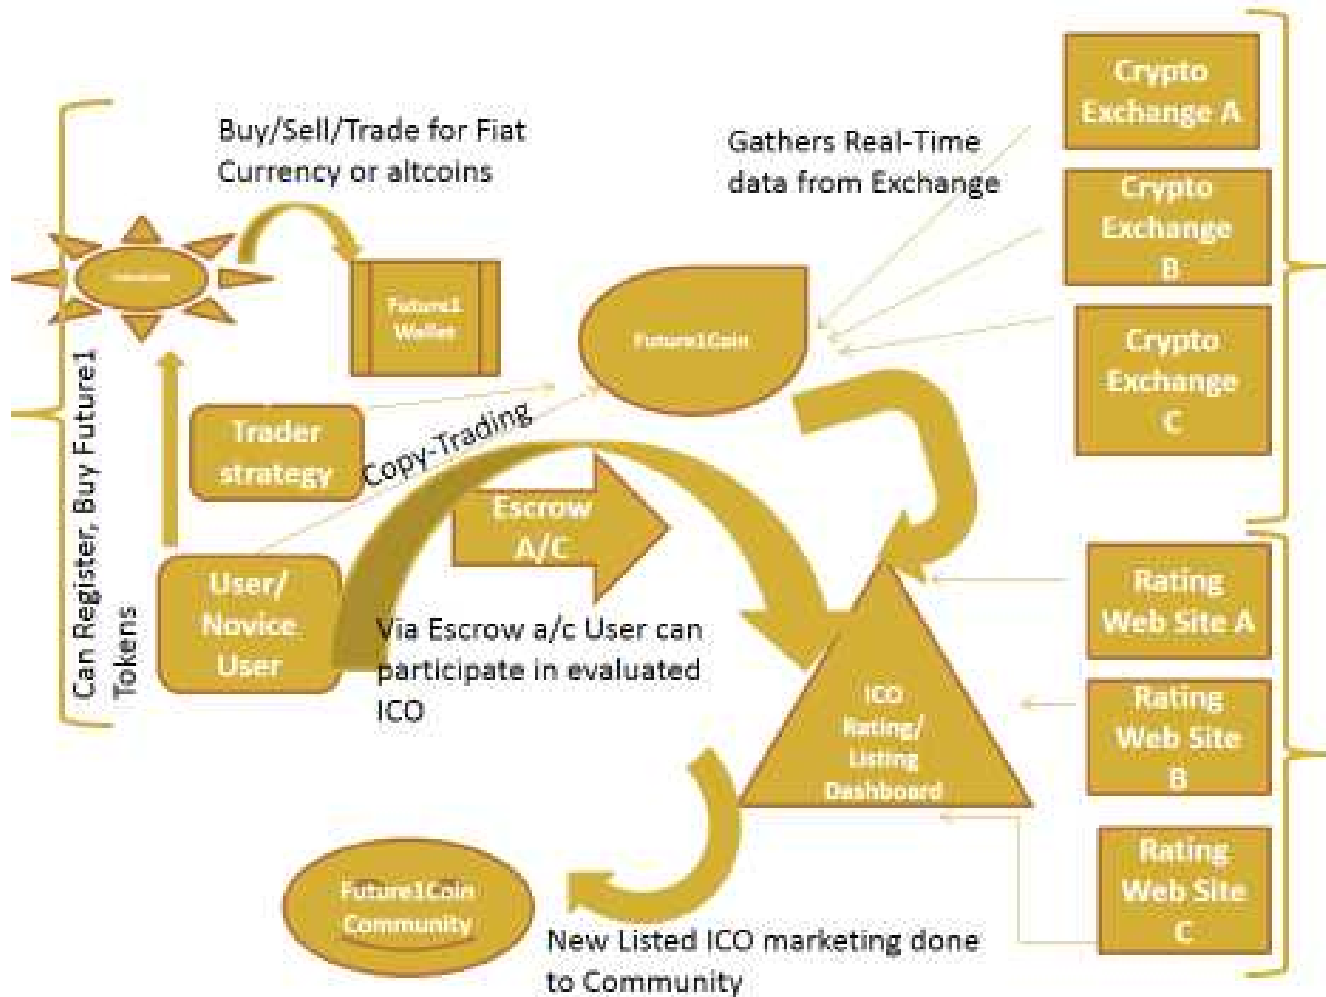 Crypto
Exchange A
Buy/Sell/Trade for Fiat
Currency or altcoins
Gathers Real-Time
data from Exchange
Crypto
Exchange
B
Future1
Wallet
Future1Coin
Crypto
Exchange
C
Can Register, Buy Future1
Tokens
Trader
strategy
Copy-Trading
Escrow
A/C
User/
Novice
User
Via Escrow a/c User can
participate in evaluated
ICO
Rating
Web Site A
ICO
Rating/
Listing
Dashboard
Rating
Web Site
B
Rating
Web Site
C
Future1Coin
Community
New Listed ICO marketing done
to Community